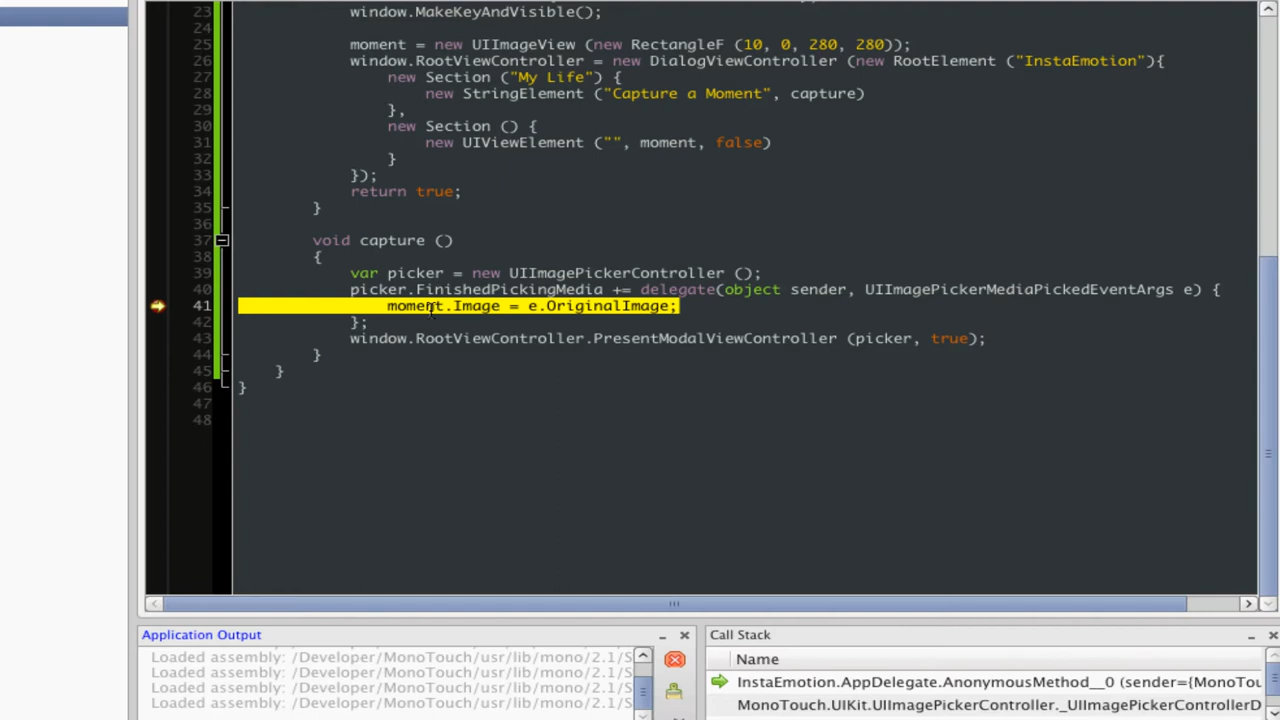 23 window.MakeKeyAndVisible();
24
25 moment = new UIImageView (new RectangleF (10, 0, 280, 280));
26 window.RootViewController = new DialogViewController (new RootElement ("InstaEmotion"){
27 new Section ("My Life") {
28 new StringElement ("Capture a Moment", capture)
29 },
30 new Section () {
31 new UIViewElement ("", moment, false)
32 }
33 });
34 return true;
35 }
36
37 void capture ()
38 {
39 var picker = new UIImagePickerController ();
40 picker.FinishedPickingMedia += delegate(object sender, UIImagePickerMediaPickedEventArgs e) {
41 moment.Image = e.OriginalImage;
42 };
43 window.RootViewController.PresentModalViewController (picker, true);
44 }
45 }
46 }
47
48
Application Output
Loaded assembly: /Developer/MonoTouch/usr/lib/mono/2.1/S
Loaded assembly: /Developer/MonoTouch/usr/lib/mono/2.1/S
Loaded assembly: /Developer/MonoTouch/usr/lib/mono/2.1/S
Loaded assembly: /Developer/MonoTouch/usr/lib/mono/2.1/S
Call Stack
Name
InstaEmotion.AppDelegate.AnonymousMethod__0 (sender={MonoTou
MonoTouch.UIKit.UIImagePickerController._UIImagePickerControllerD